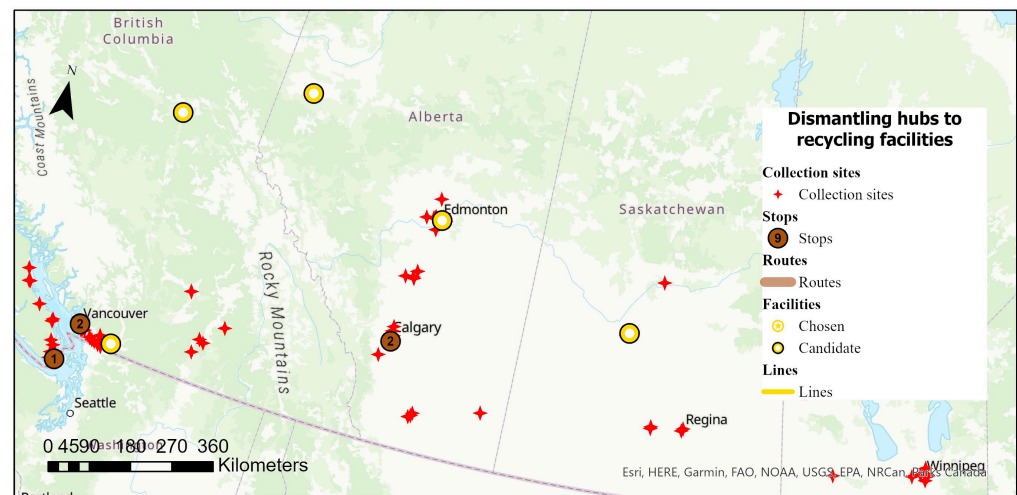 British
Columbia
N
Coast Mountains
Alberta
Dismantling hubs to
recycling facilities
Collection sites
Collection sites
Stops
9 Stops
Routes
Routes
Facilities
Chosen
Candidate
Lines
Lines
Edmonton
Saskatchewan
Rocky Mountains
Vancouver
2
1
Calgary
2
Seattle
Washington
Regina
0 45 90 180 270 360
Kilometers
Winnipeg
Esri, HERE, Garmin, FAO, NOAA, USGS, EPA, NRCan, Parks Canada